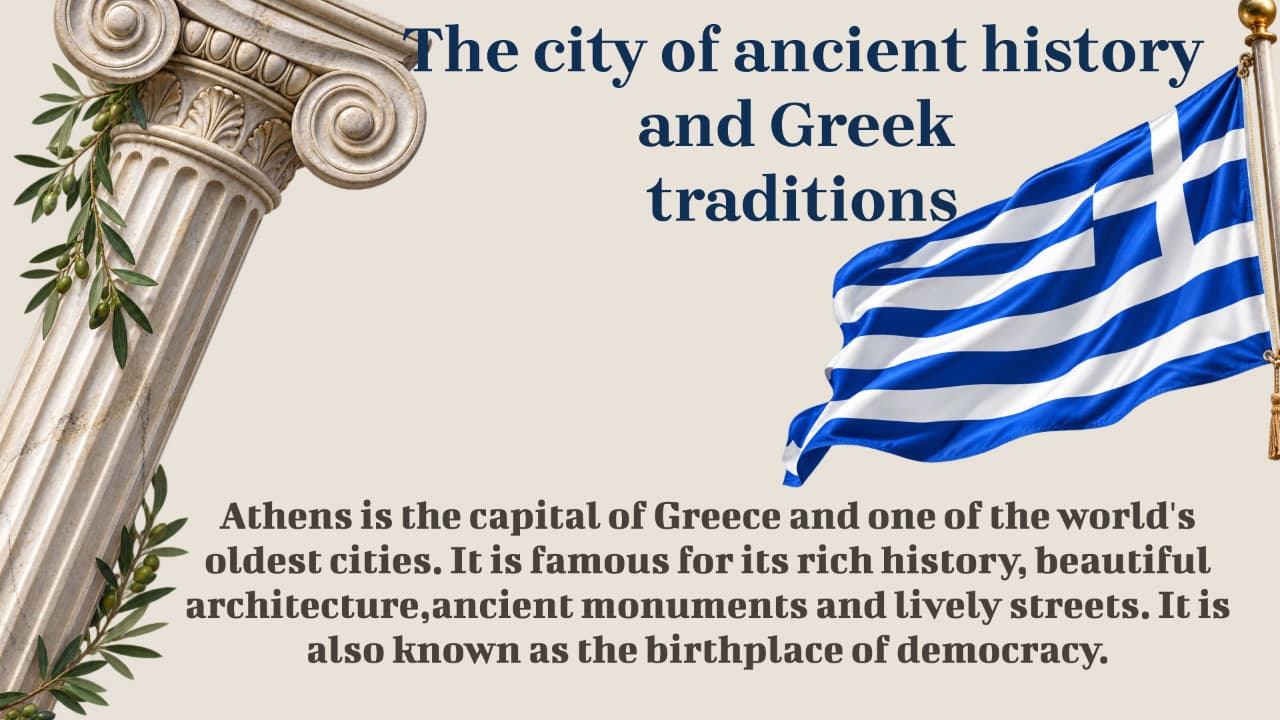 The city of ancient history
and Greek
traditions
Athens is the capital of Greece and one of the world's
oldest cities. It is famous for its rich history, beautiful
architecture,ancient monuments and lively streets. It is
also known as the birthplace of democracy.